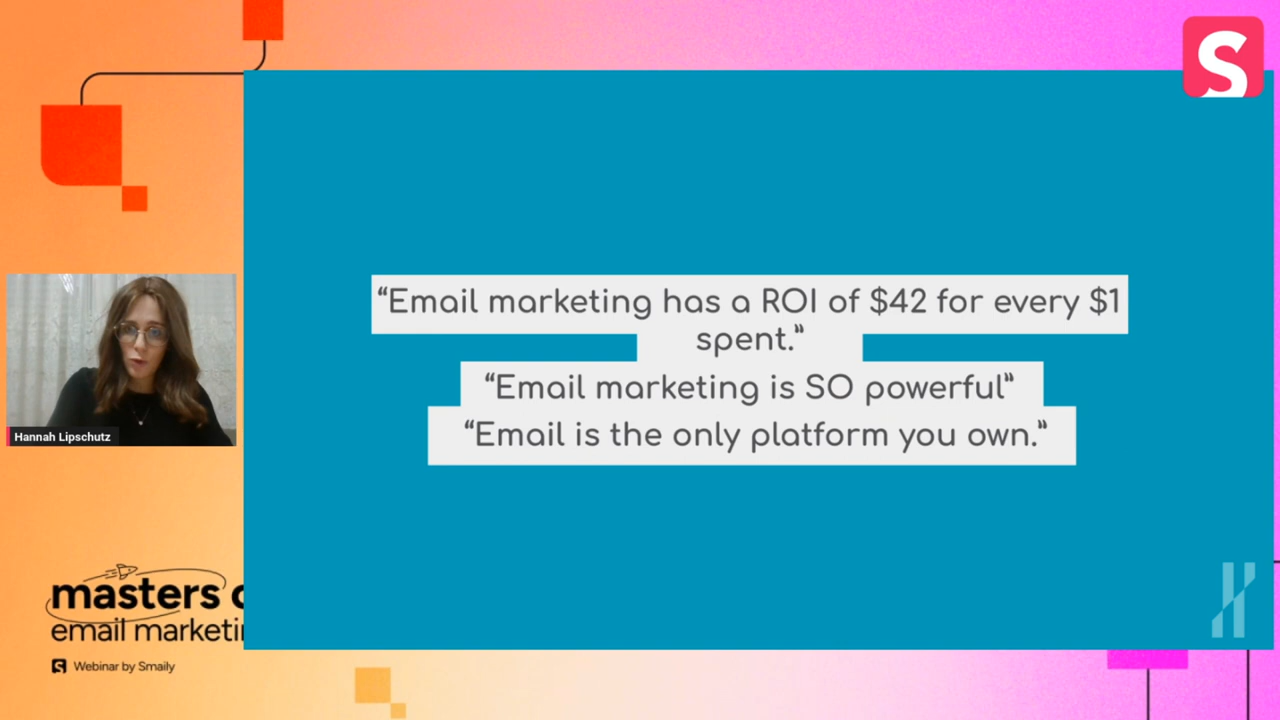 S
“Email marketing has a ROI of $42 for every $1
spent.”
“Email marketing is SO powerful”
“Email is the only platform you own.”
Hannah Lipschutz
masters
email marketi
S Webinar by Smaily